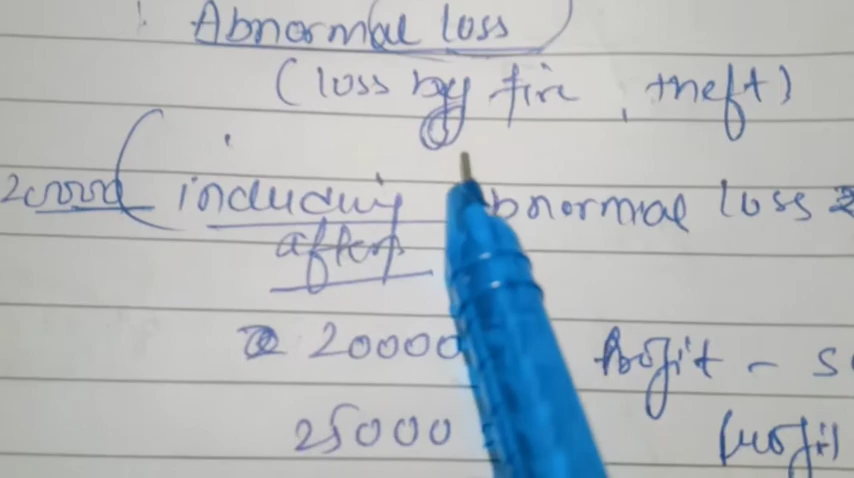 Abnormal loss
(loss by fire, theft)
20000 (including abnormal loss
after
20000 Profit -
25000 (Profit